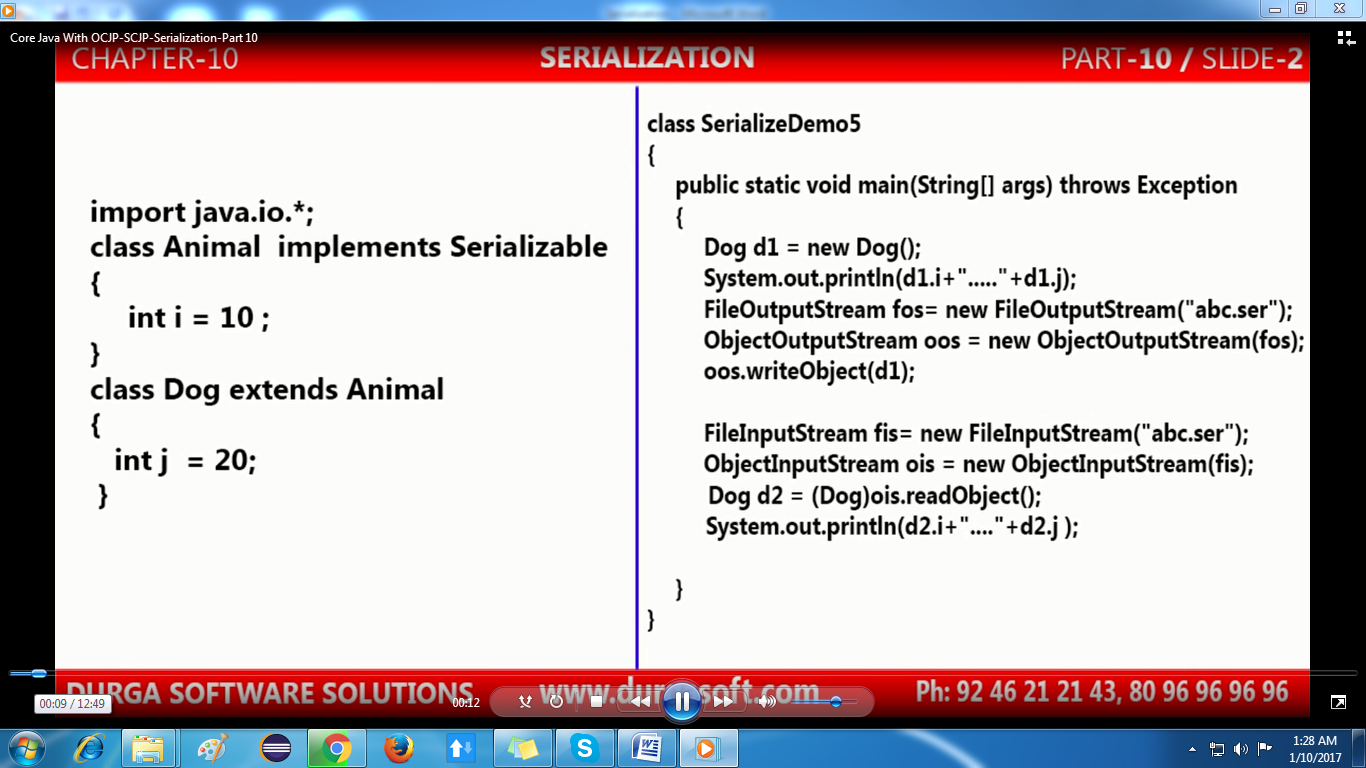 Core Java With OCJP-SCJP-Serialization-Part 10
CHAPTER-10
SERIALIZATION
PART-10 / SLIDE-2
import java.io.*;
class Animal  implements Serializable
{
int i = 10 ;
}
class Dog extends Animal
{
int j  = 20;
}
class SerializeDemo5
{
public static void main(String[] args) throws Exception
{
Dog d1 = new Dog();
System.out.println(d1.i+"....."+d1.j);
FileOutputStream fos= new FileOutputStream("abc.ser");
ObjectOutputStream oos = new ObjectOutputStream(fos);
oos.writeObject(d1);
FileInputStream fis= new FileInputStream("abc.ser");
ObjectInputStream ois = new ObjectInputStream(fis);
Dog d2 = (Dog)ois.readObject();
System.out.println(d2.i+"...."+d2.j );
}
}
DURGA SOFTWARE SOLUTIONS
Ph: 92 46 21 21 43, 80 96 96 96 96
00:09 / 12:49
00:12
1:28 AM
1/10/2017